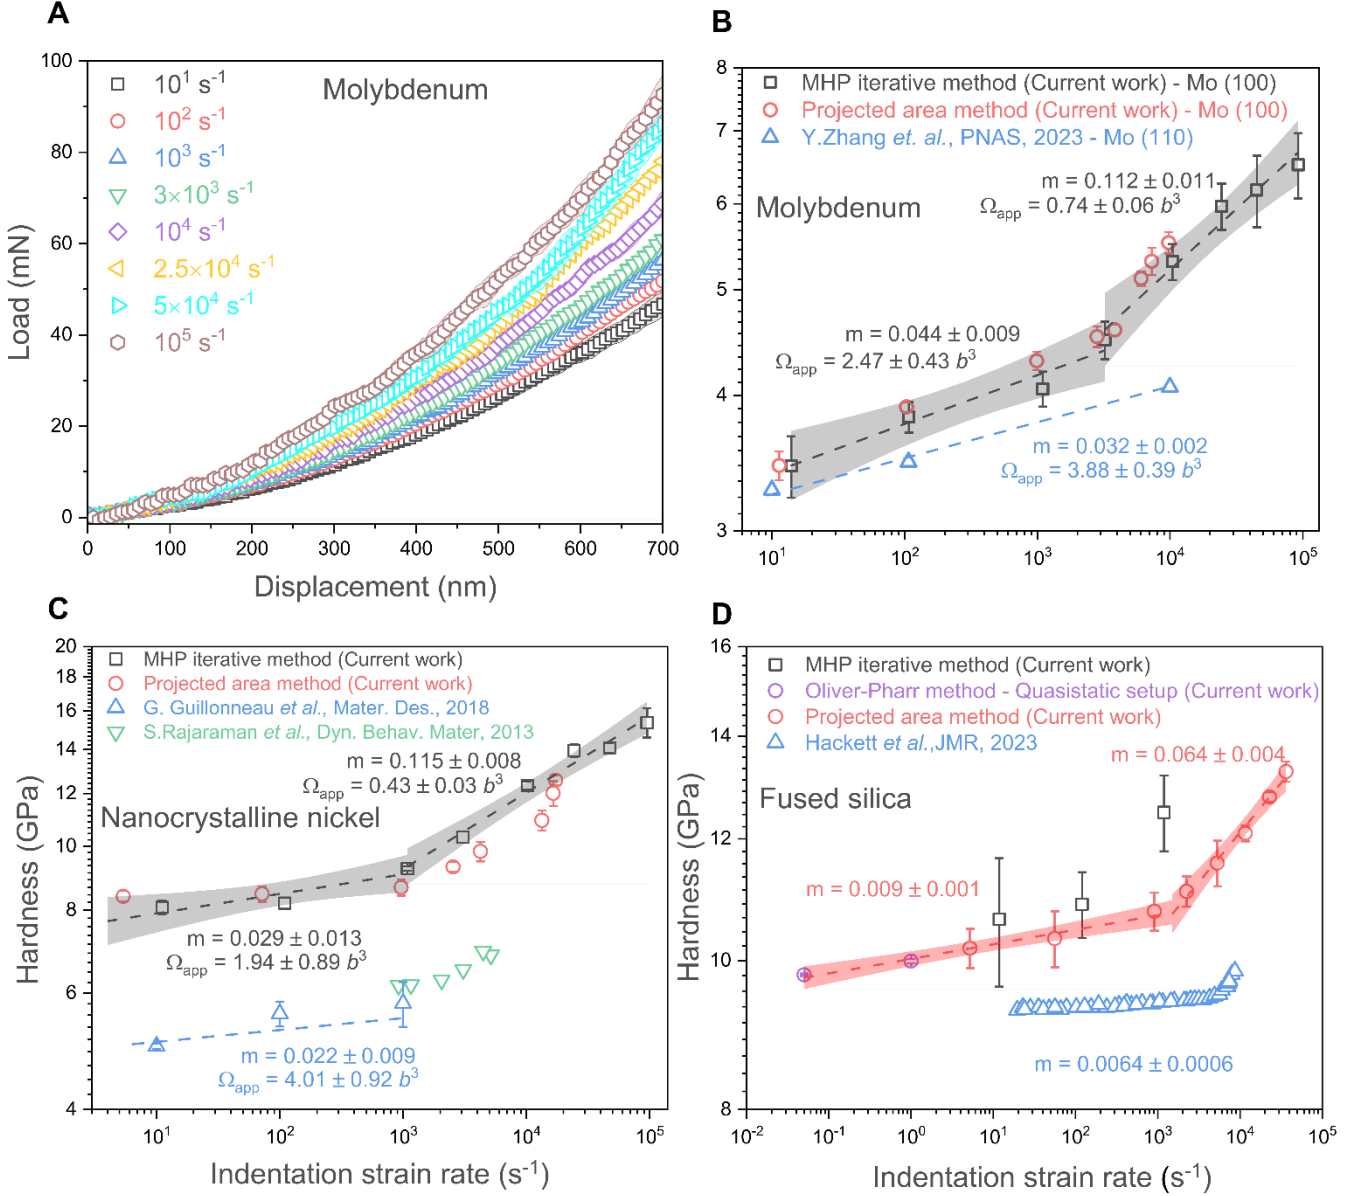 A
Molybdenum
10¹ s⁻¹
10² s⁻¹
10³ s⁻¹
3×10³ s⁻¹
10⁴ s⁻¹
2.5×10⁴ s⁻¹
5×10⁴ s⁻¹
10⁵ s⁻¹
100
80
60
40
20
0
Load (mN)
0 100 200 300 400 500 600 700
Displacement (nm)
B
MHP iterative method (Current work) - Mo (100)
Projected area method (Current work) - Mo (100)
Y.Zhang et. al., PNAS, 2023 - Mo (110)
Molybdenum
m = 0.112 ± 0.011
Ωapp = 0.74 ± 0.06 b³
m = 0.044 ± 0.009
Ωapp = 2.47 ± 0.43 b³
m = 0.032 ± 0.002
Ωapp = 3.88 ± 0.39 b³
8
7
6
5
4
3
10¹ 10² 10³ 10⁴ 10⁵
C
MHP iterative method (Current work)
Projected area method (Current work)
G. Guillonneau et al., Mater. Des., 2018
S.Rajaraman et al., Dyn. Behav. Mater, 2013
m = 0.115 ± 0.008
Ωapp = 0.43 ± 0.03 b³
Nanocrystalline nickel
m = 0.029 ± 0.013
Ωapp = 1.94 ± 0.89 b³
m = 0.022 ± 0.009
Ωapp = 4.01 ± 0.92 b³
20
18
16
14
12
10
8
6
4
Hardness (GPa)
10¹ 10² 10³ 10⁴ 10⁵
Indentation strain rate (s⁻¹)
D
MHP iterative method (Current work)
Oliver-Pharr method - Quasistatic setup (Current work)
Projected area method (Current work)
Hackett et al.,JMR, 2023
m = 0.064 ± 0.004
Fused silica
m = 0.009 ± 0.001
m = 0.0064 ± 0.0006
16
14
12
10
8
Hardness (GPa)
10⁻² 10⁻¹ 10⁰ 10¹ 10² 10³ 10⁴ 10⁵
Indentation strain rate (s⁻¹)